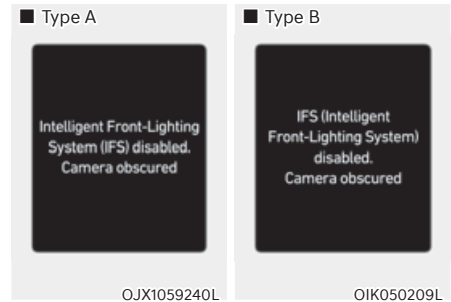 ■ Type A
Intelligent Front-Lighting
System (IFS) disabled.
Camera obscured
OJX1059240L
■ Type B
IFS (Intelligent
Front-Lighting System)
disabled.
Camera obscured
OIK050209L